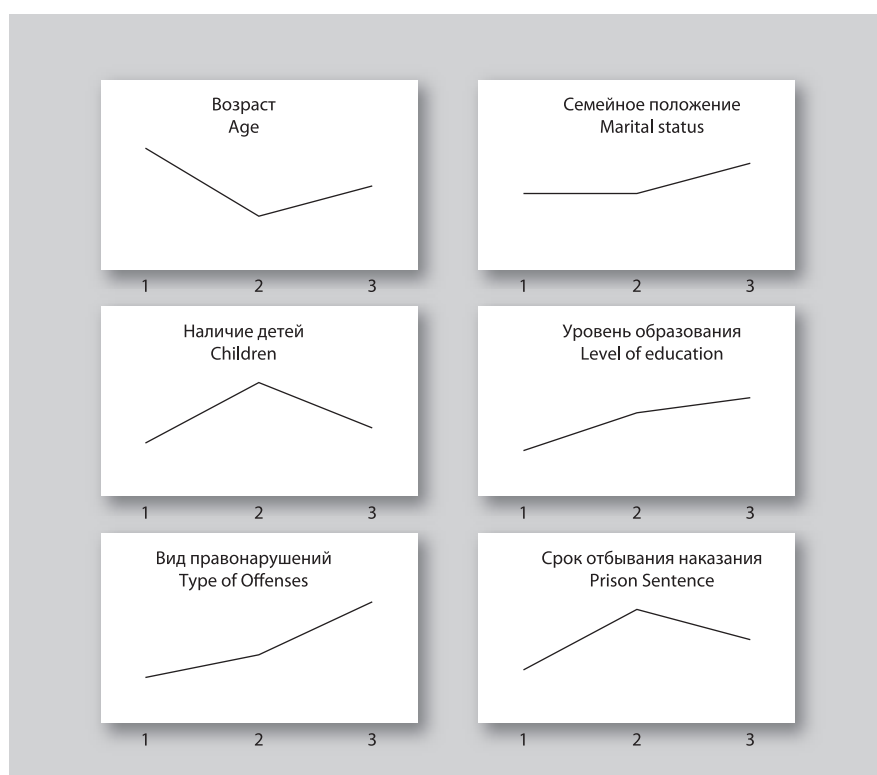 Возраст
Age
1 2 3
Семейное положение
Marital status
1 2 3
Наличие детей
Children
1 2 3
Уровень образования
Level of education
1 2 3
Вид правонарушений
Type of Offenses
1 2 3
Срок отбывания наказания
Prison Sentence
1 2 3